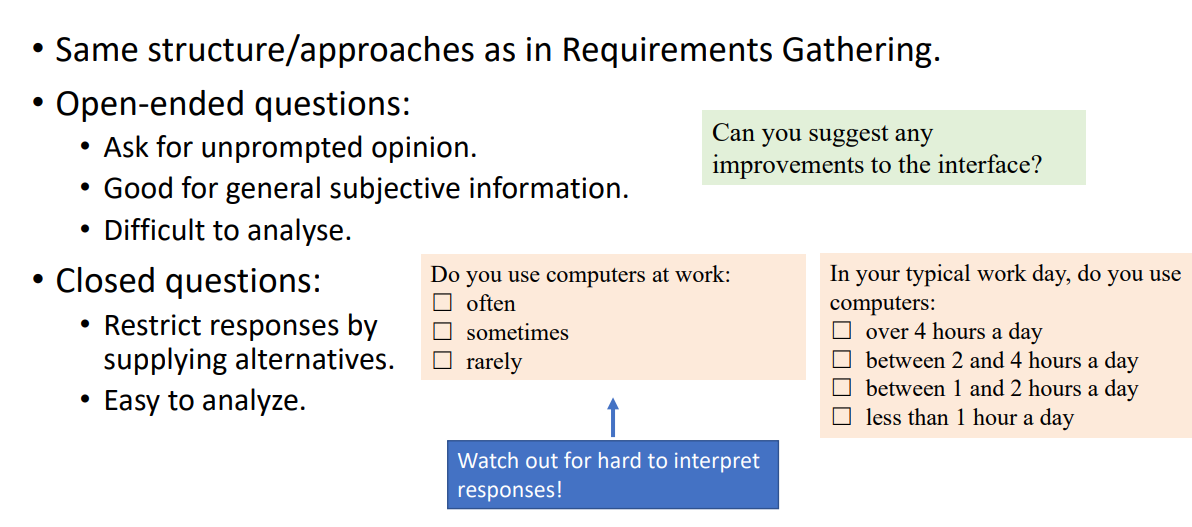 • Same structure/approaches as in Requirements Gathering.
• Open-ended questions:
• Ask for unprompted opinion.
• Good for general subjective information.
• Difficult to analyse.
Can you suggest any
improvements to the interface?
• Closed questions:
• Restrict responses by
supplying alternatives.
• Easy to analyze.
Do you use computers at work:
☐ often
☐ sometimes
☐ rarely
In your typical work day, do you use
computers:
☐ over 4 hours a day
☐ between 2 and 4 hours a day
☐ between 1 and 2 hours a day
☐ less than 1 hour a day
Watch out for hard to interpret
responses!